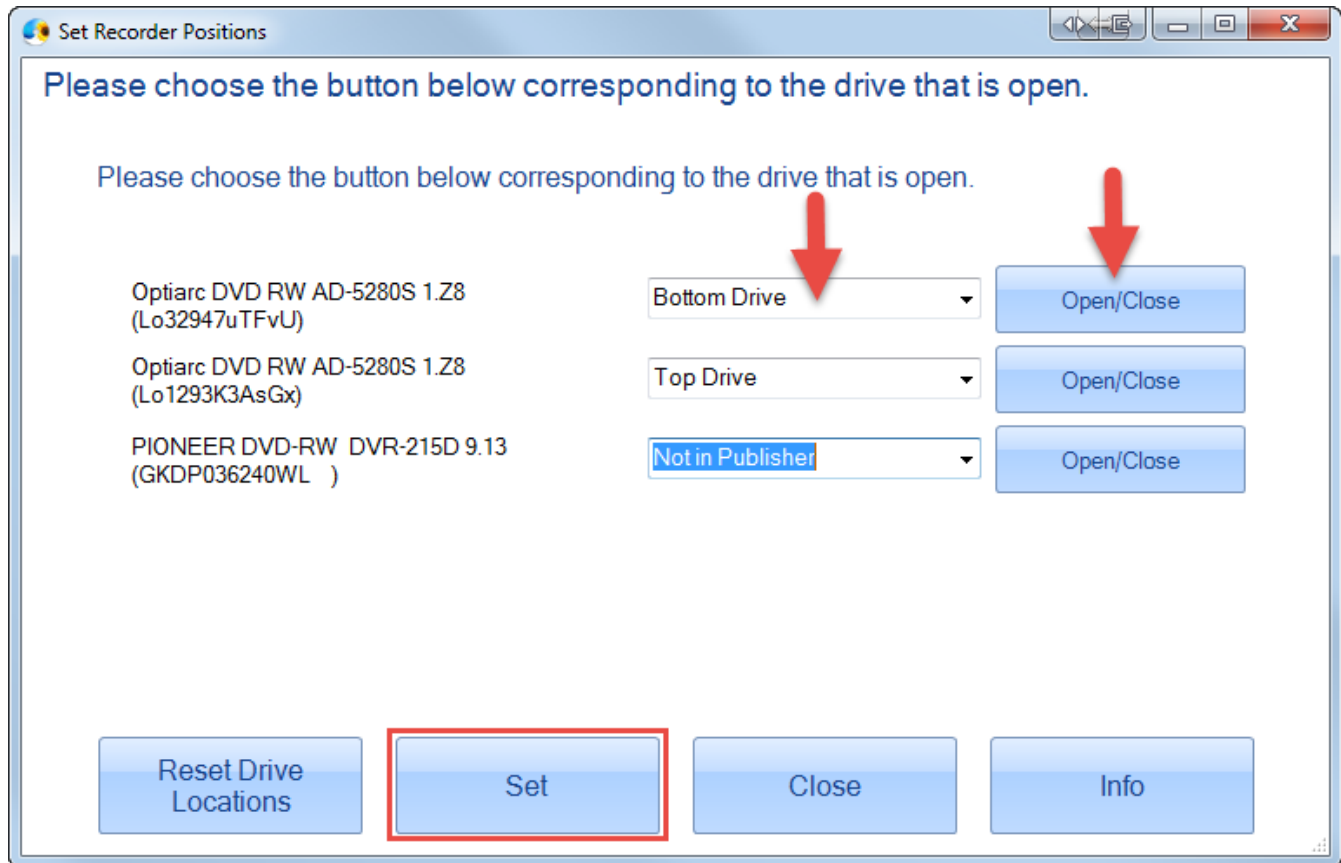 Set Recorder Positions
Please choose the button below corresponding to the drive that is open.
Please choose the button below corresponding to the drive that is open.
Optiarc DVD RW AD-5280S 1.Z8
(Lo32947uTFvU)
Bottom Drive
Open/Close
Optiarc DVD RW AD-5280S 1.Z8
(Lo1293K3AsGx)
Top Drive
Open/Close
PIONEER DVD-RW  DVR-215D 9.13
(GKDP036240WL   )
Not in Publisher
Open/Close
Reset Drive
Locations
Set
Close
Info